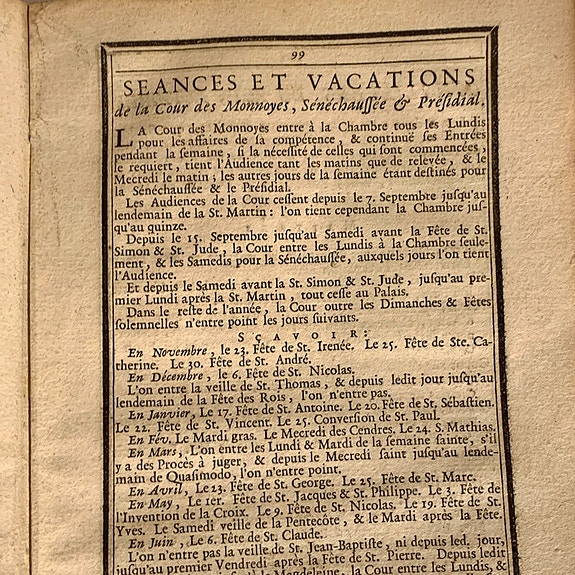 99
SEANCES ET VACATIONS
de la Cour des Monnoyes, Sénéchaussée & Présidial.
LA Cour des Monnoyes entre à la Chambre tous les Lundis
pour les affaires de sa compétence, & continuë ses Entrées
pendant la semaine, si la nécessité de celles qui sont commencées,
le requiert, tient l'Audience tant les matins que de relevée, & le
Mecredi le matin; les autres jours de la semaine étant destinés pour
la Sénéchaussée & le Présidial.
Les Audiences de la Cour cessent depuis le 7. Septembre jusqu'au
lendemain de la St. Martin: l'on tient cependant la Chambre jus-
qu'au quinze.
Depuis le 15. Septembre jusqu'au Samedi avant la Fête de St.
Simon & St. Jude, la Cour entre les Lundis à la Chambre seule-
ment, & les Samedis pour la Sénéchaussée, auxquels jours l'on tient
l'Audience.
Et depuis le Samedi avant la St. Simon & St. Jude, jusqu'au pre-
mier Lundi après la St. Martin, tout cesse au Palais.
Dans le reste de l'année, la Cour outre les Dimanches & Fêtes
solemnelles n'entre point les jours suivants.
SÇAVOIR:
En Novembre, le 23. Fête de St. Irenée. Le 25. Fête de Ste. Ca-
therine. Le 30. Fête de St. André.
En Décembre, le 6. Fête de St. Nicolas.
L'on entre la veille de St. Thomas, & depuis ledit jour jusqu'au
lendemain de la Fête des Rois, l'on n'entre pas.
En Janvier, Le 17. Fête de St. Antoine. Le 20. Fête de St. Sébastien.
Le 22. Fête de St. Vincent. Le 25. Conversion de St. Paul.
En Fév. Le Mardi gras. Le Mecredi des Cendres. Le 24. S. Mathias.
En Mars, L'on entre les Lundi & Mardi de la semaine sainte, s'il
y a des Procès à juger, & depuis le Mecredi saint jusqu'au lende-
main de Quasimodo, l'on n'entre point.
En Avril, Le 23. Fête de St. George. Le 25. Fête de St. Marc.
En May, Le 1er. Fête de St. Jacques & St. Philippe. Le 3. Fête de
l'Invention de la Croix. Le 9. Fête de St. Nicolas. Le 19. Fête de St.
Yves. Le Samedi veille de la Pentecôte, & le Mardi après la Fête.
En Juin, Le 6. Fête de St. Claude.
L'on n'entre pas la veille de St. Jean-Baptiste, ni depuis led. jour,
jusqu'au premier Vendredi après la Fête de St. Pierre. Depuis ledit
la Cour entre les Lundis, &